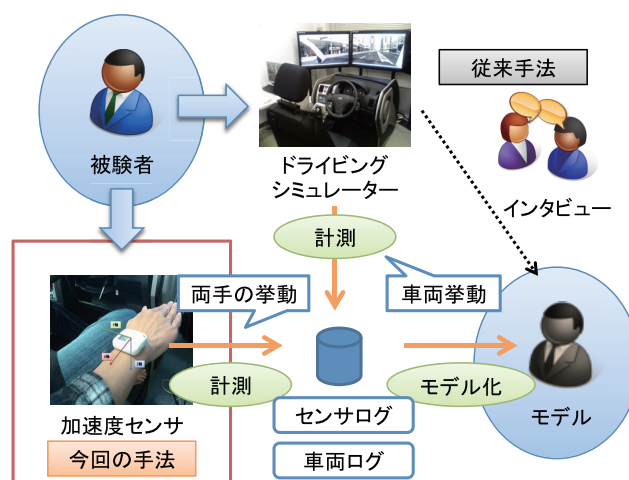 従来手法
被験者
ドライビング
シミュレーター
インタビュー
計測
両手の挙動
車両挙動
計測
モデル化
加速度センサ
センサログ
モデル
今回の手法
車両ログ